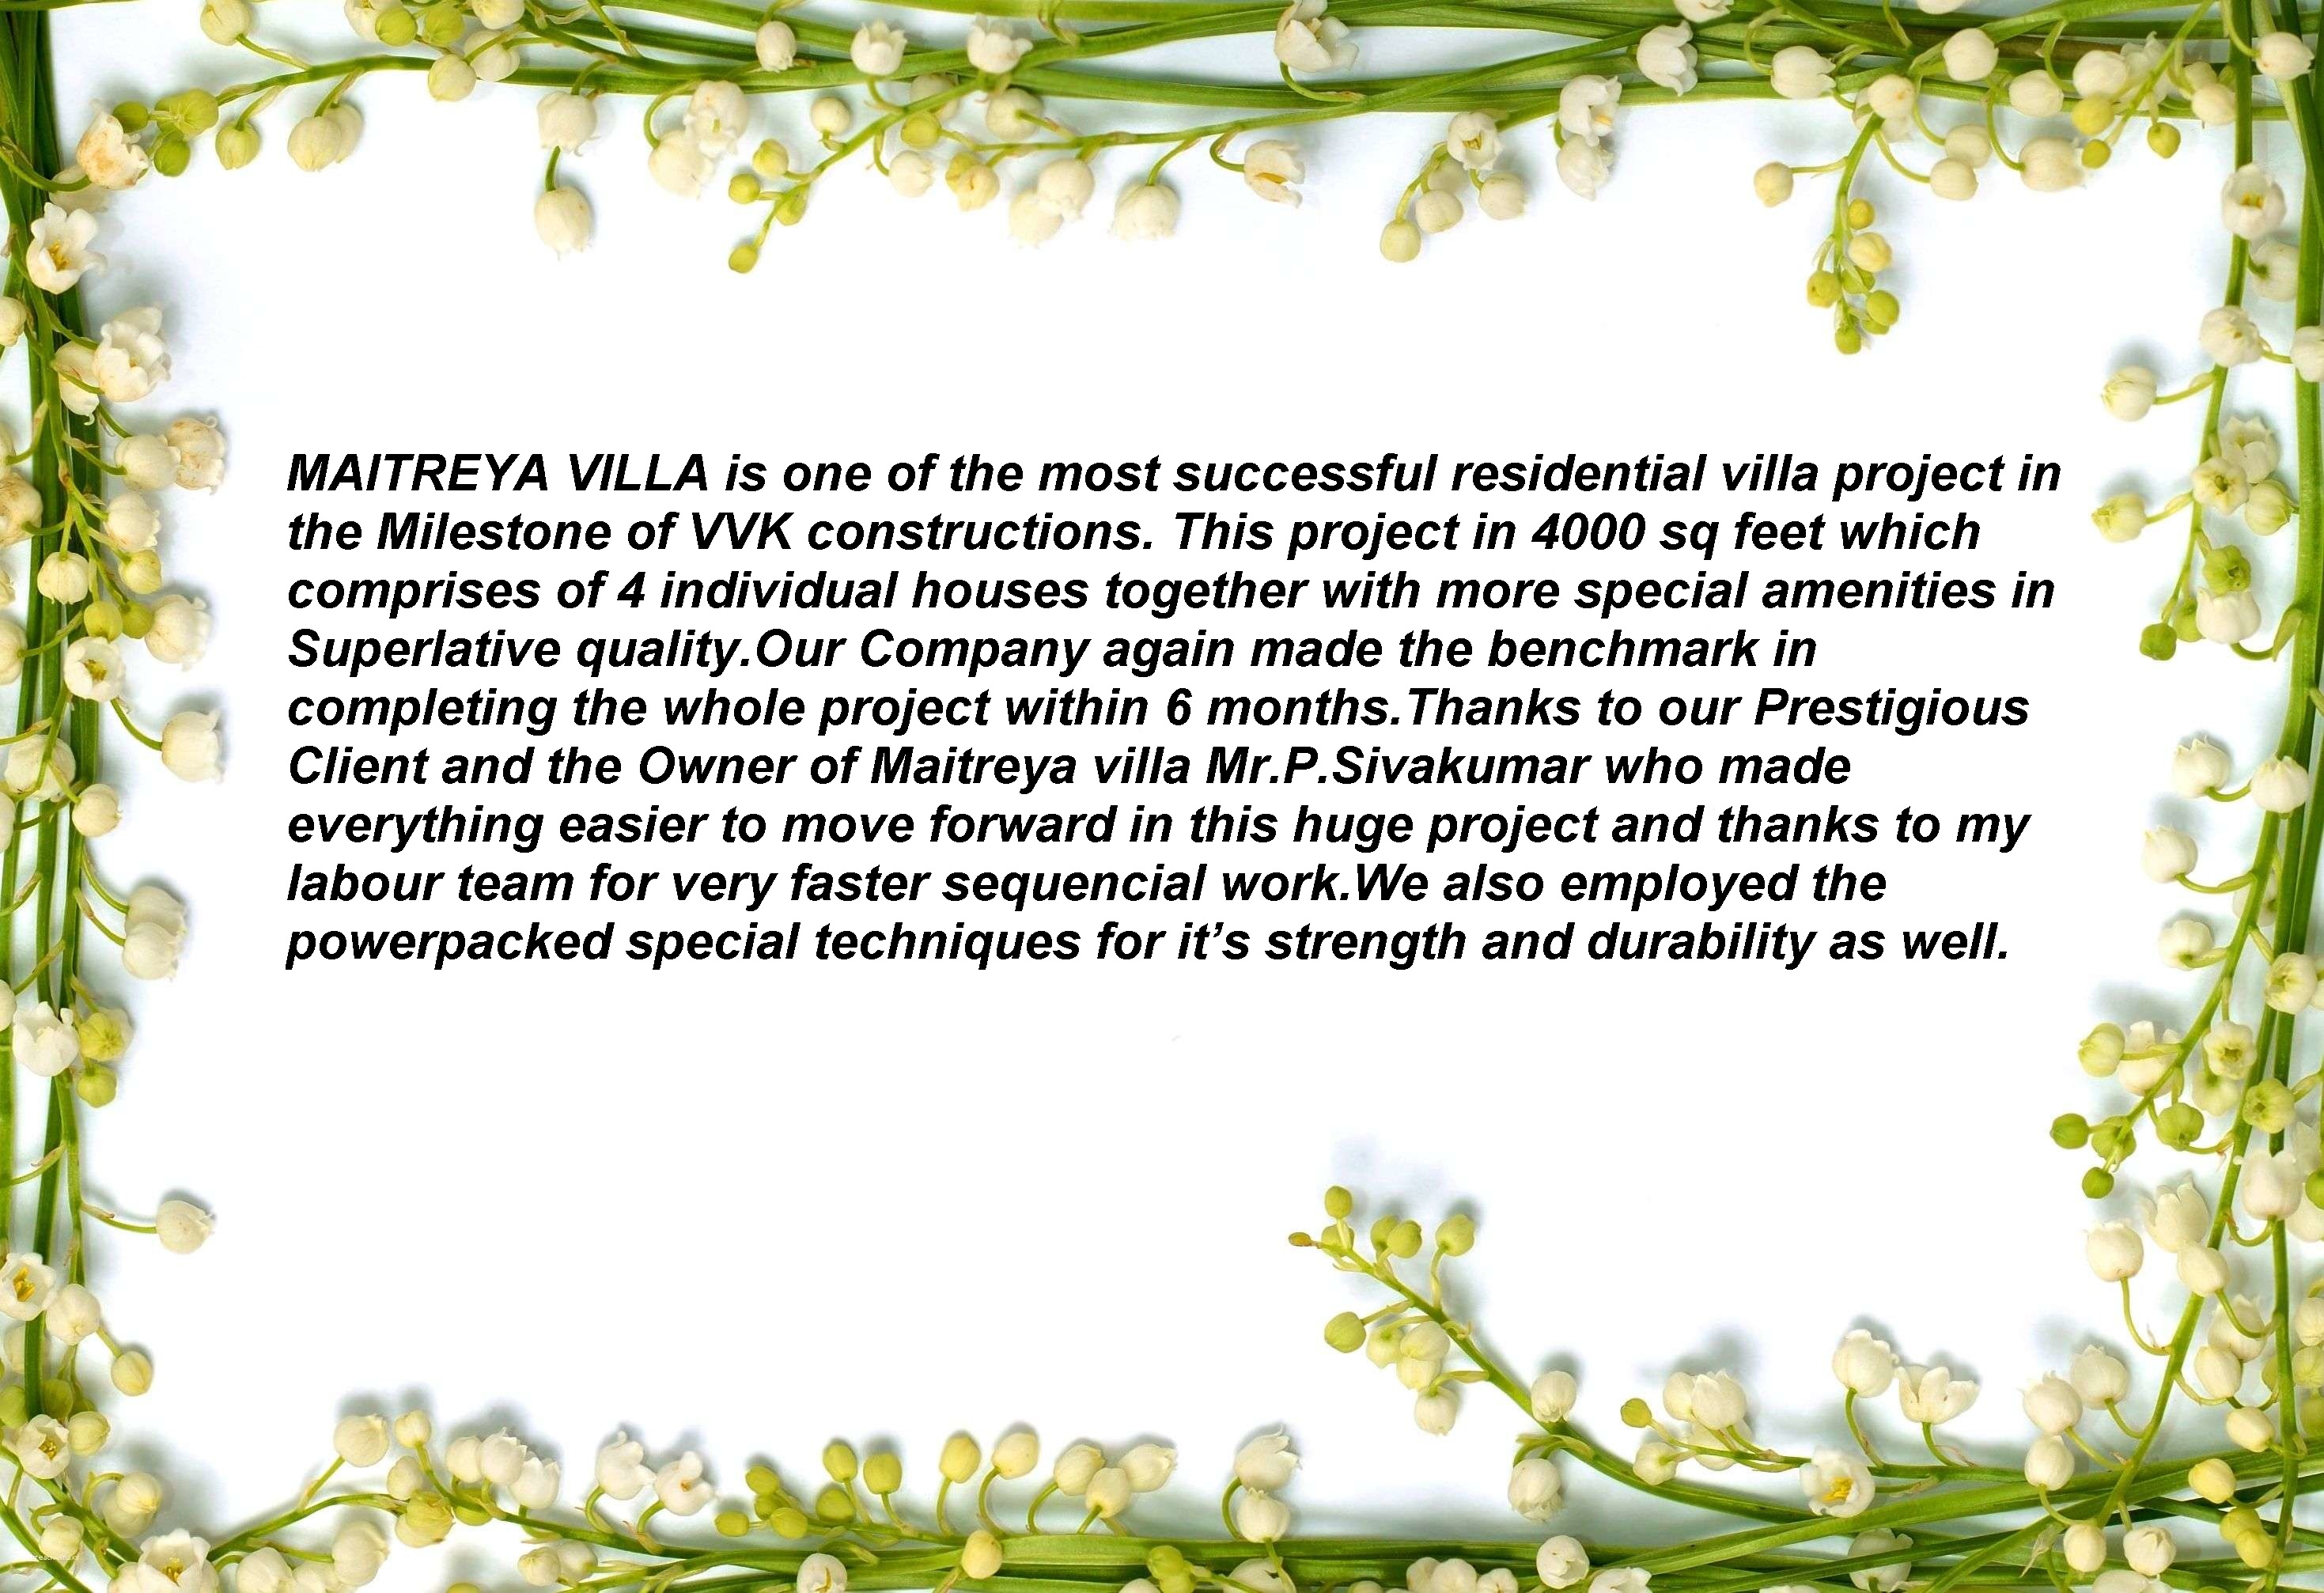 MAITREYA VILLA is one of the most successful residential villa project in
the Milestone of VVK constructions. This project in 4000 sq feet which
comprises of 4 individual houses together with more special amenities in
Superlative quality.Our Company again made the benchmark in
completing the whole project within 6 months.Thanks to our Prestigious
Client and the Owner of Maitreya villa Mr.P.Sivakumar who made
everything easier to move forward in this huge project and thanks to my
labour team for very faster sequencial work.We also employed the
powerpacked special techniques for it’s strength and durability as well.